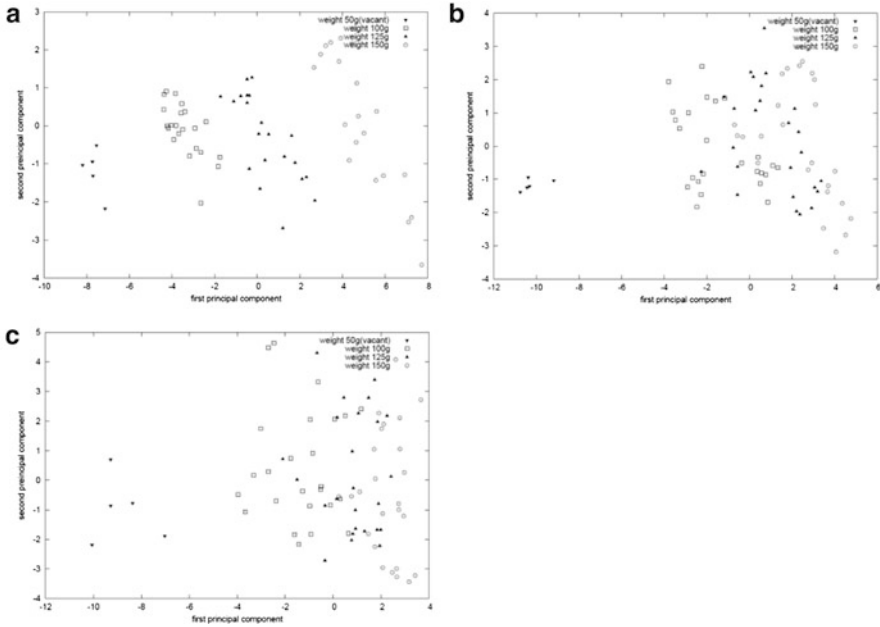 a
3
2
1
0
-1
-2
-3
-4
-10
-8
-6
-4
-2
0
2
4
6
8
second preincipal component
first principal component
weight 50g(vacant)
weight 100g
weight 125g
weight 150g
b
4
3
2
1
0
-1
-2
-3
-4
-12
-10
-8
-6
-4
-2
0
2
4
6
second preincipal component
first principal component
weight 50g(vacant)
weight 100g
weight 125g
weight 150g
c
5
4
3
2
1
0
-1
-2
-3
-4
-12
-10
-8
-6
-4
-2
0
2
4
second preincipal component
first principal component
weight 50g(vacant)
weight 100g
weight 125g
weight 150g